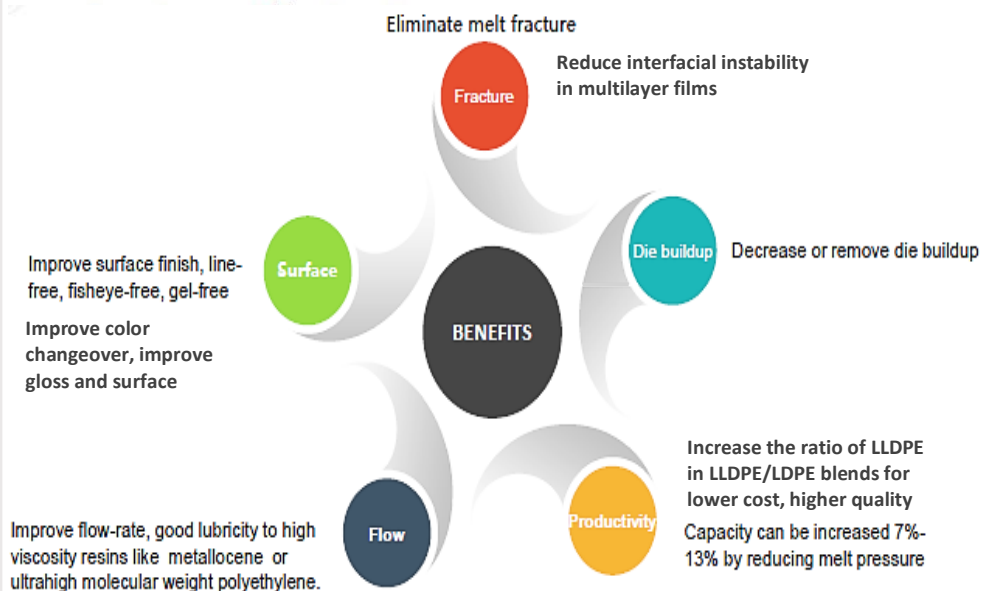 Eliminate melt fracture
Fracture
Reduce interfacial instability
in multilayer films
Die buildup
Decrease or remove die buildup
Surface
Improve surface finish, line-
free, fisheye-free, gel-free
Improve color
changeover, improve
gloss and surface
BENEFITS
Increase the ratio of LLDPE
in LLDPE/LDPE blends for
lower cost, higher quality
Productivity
Capacity can be increased 7%-
13% by reducing melt pressure
Flow
Improve flow-rate, good lubricity to high
viscosity resins like metallocene or
ultrahigh molecular weight polyethylene.